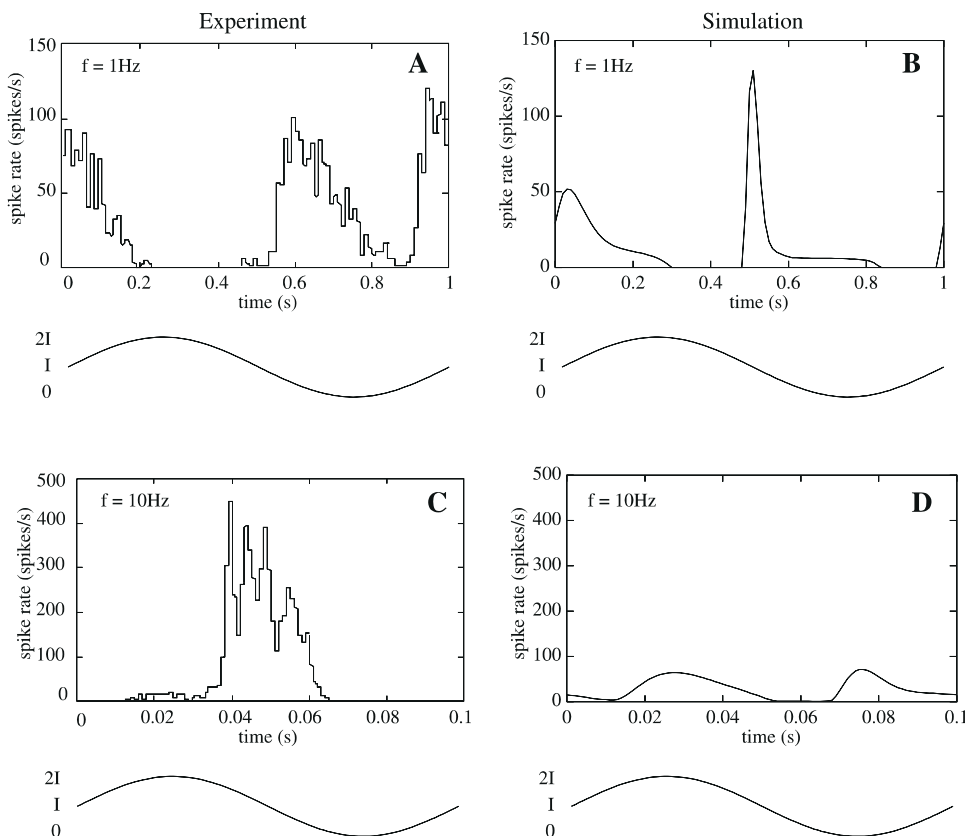 Experiment
Simulation
f = 1Hz
A
spike rate (spikes/s)
150
100
50
0
0 0.2 0.4 0.6 0.8 1
time (s)
2I
I
0
f = 1Hz
B
spike rate (spikes/s)
150
100
50
0
0 0.2 0.4 0.6 0.8 1
time (s)
2I
I
0
f = 10Hz
C
spike rate (spikes/s)
500
400
300
200
100
0
0 0.02 0.04 0.06 0.08 0.1
time (s)
2I
I
0
f = 10Hz
D
spike rate (spikes/s)
500
400
300
200
100
0
0 0.02 0.04 0.06 0.08 0.1
time (s)
2I
I
0